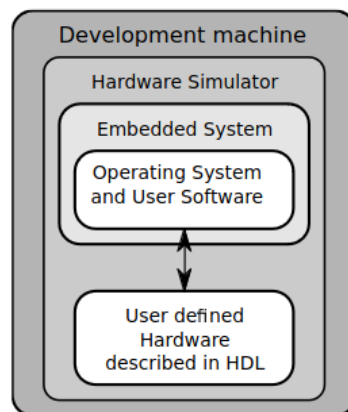 Development machine
Hardware Simulator
Embedded System
Operating System
and User Software
User defined
Hardware
described in HDL